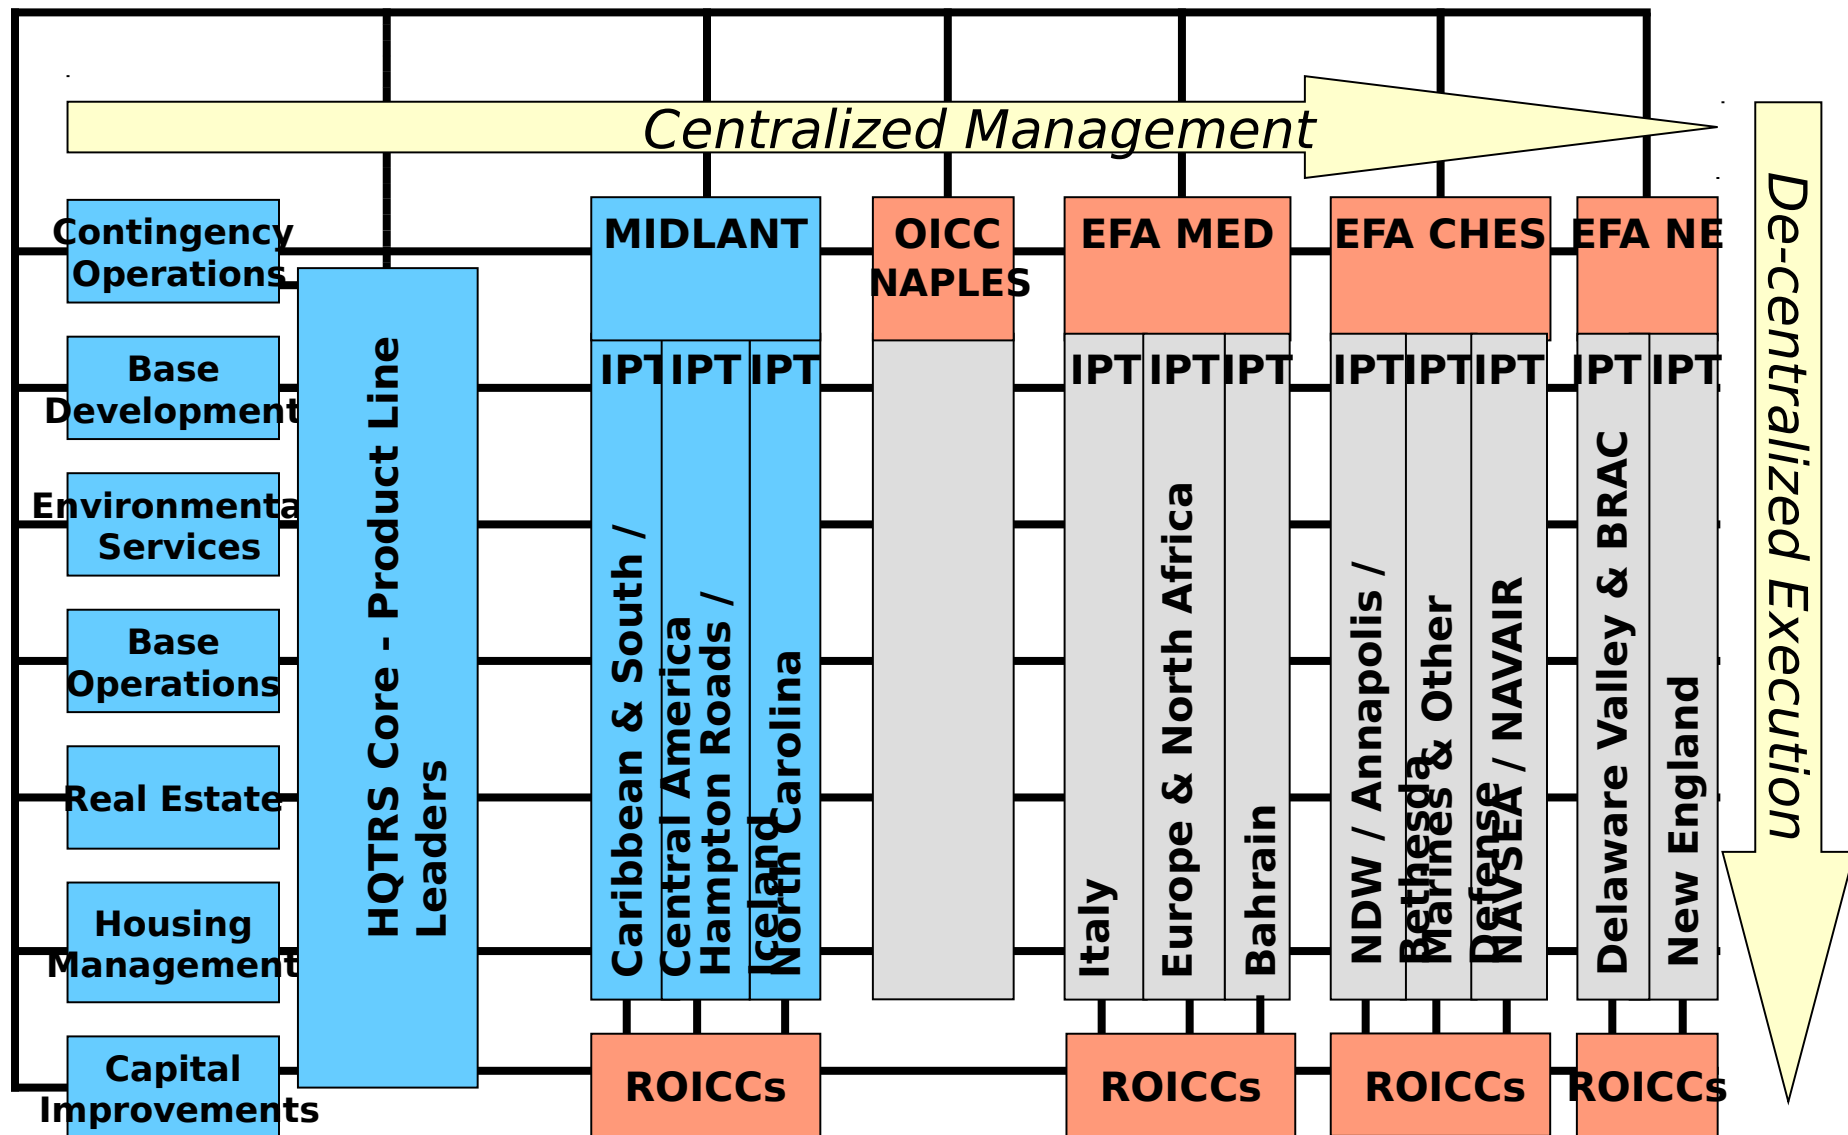 Centralized Management
De-centralized Execution
Contingency
Operations
Base
Development
Environmenta
Services
Base
Operations
Real Estate
Housing
Management
Capital
Improvements
HQTRS Core - Product Line
Leaders
MIDLANT
IPT
IPT
IPT
Caribbean & South /
Central America
Hampton Roads /
Iceland
North Carolina
ROICCs
OICC
NAPLES
EFA MED
IPT
IPT
IPT
Italy
Europe & North Africa
Bahrain
ROICCs
EFA CHES
IPT
IPT
IPT
NDW / Annapolis /
Bethesda
Marines & Other
Defense
NAVSEA / NAVAIR
ROICCs
EFA NE
IPT
IPT
Delaware Valley & BRAC
New England
ROICCs